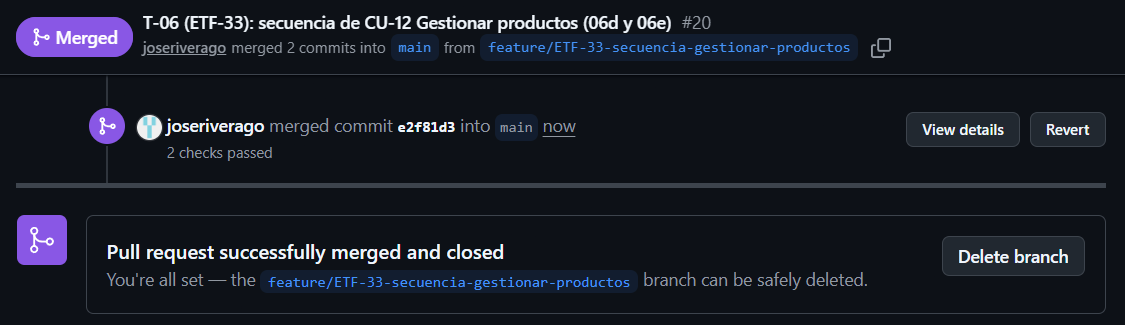 Merged
T-06 (ETF-33): secuencia de CU-12 Gestionar productos (06d y 06e) #20
joseriverago merged 2 commits into main from feature/ETF-33-secuencia-gestionar-productos
joseriverago merged commit e2f81d3 into main now
2 checks passed
View details
Revert
Pull request successfully merged and closed
You're all set — the feature/ETF-33-secuencia-gestionar-productos branch can be safely deleted.
Delete branch